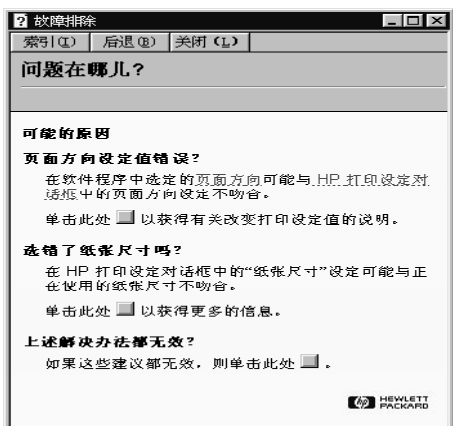 故障排除
索引(I) 后退(B) 关闭 (L)
问题在哪儿?
可能的原因
页面方向设定值错误?
在软件程序中选定的页面方向可能与 HP 打印设定对
话框中的页面方向设定不吻合。
单击此处 以获得有关改变打印设定值的说明。
选错了纸张尺寸吗?
在 HP 打印设定对话框中的“纸张尺寸”设定可能与正
在使用的纸张尺寸不吻合。
单击此处 以获得更多的信息。
上述解决办法都无效?
如果这些建议都无效，则单击此处 。
hp HEWLETT
PACKARD